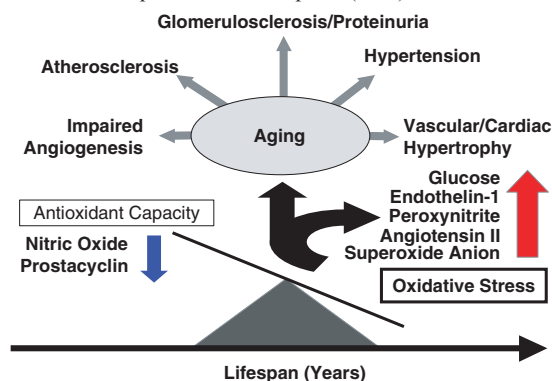 Glomerulosclerosis/Proteinuria
Atherosclerosis
Hypertension
Impaired
Angiogenesis
Aging
Vascular/Cardiac
Hypertrophy
Glucose
Endothelin-1
Peroxynitrite
Angiotensin II
Superoxide Anion
Antioxidant Capacity
Nitric Oxide
Prostacyclin
Oxidative Stress
Lifespan (Years)